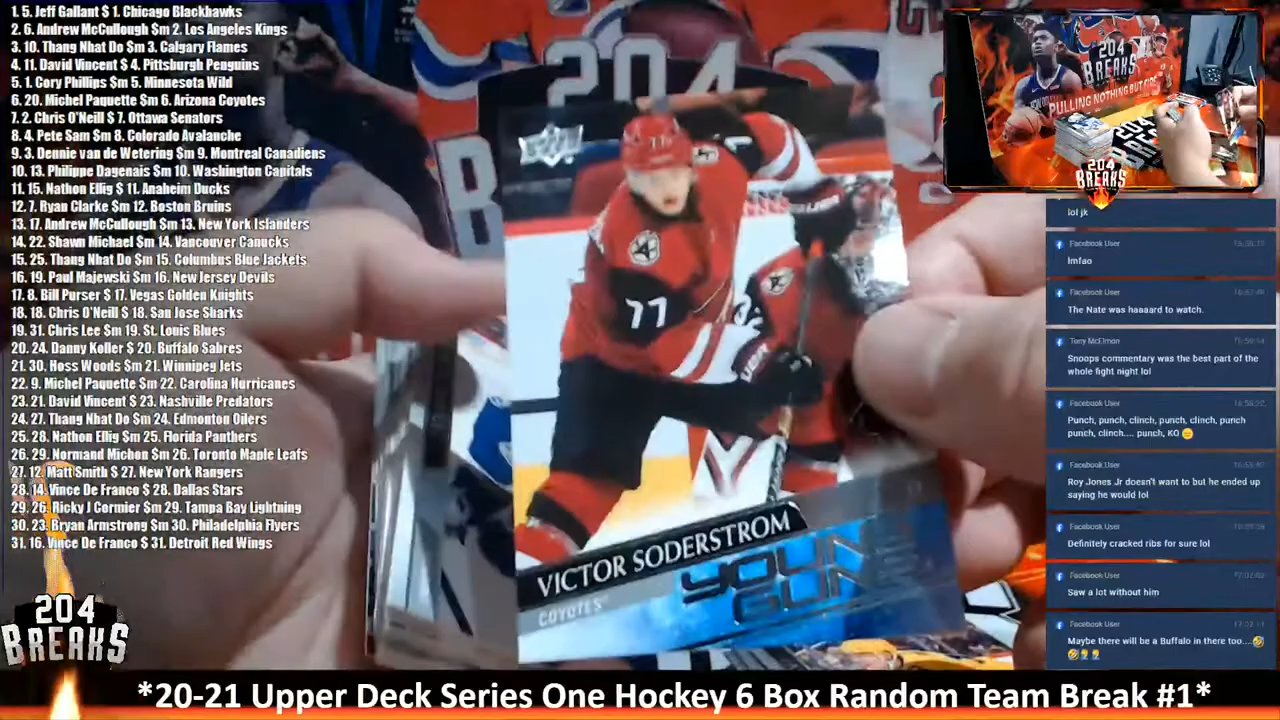 1. 5. Jeff Gallant $ 1. Chicago Blackhawks
2. 6. Andrew McCullough $m 2. Los Angeles Kings
3. 10. Thang Nhat Do $m 3. Calgary Flames
4. 11. David Vincent $ 4. Pittsburgh Penguins
5. 1. Cory Phillips $m 5. Minnesota Wild
6. 20. Michel Paquette $m 6. Arizona Coyotes
7. 2. Chris O'Neill $ 7. Ottawa Senators
8. 4. Pete Sam $m 8. Colorado Avalanche
9. 3. Dennie van de Wetering $m 9. Montreal Canadiens
10. 13. Philippe Dagenais $m 10. Washington Capitals
11. 15. Nathon Ellig $ 11. Anaheim Ducks
12. 7. Ryan Clarke $m 12. Boston Bruins
13. 17. Andrew McCullough $m 13. New York Islanders
14. 22. Shawn Michael $m 14. Vancouver Canucks
15. 25. Thang Nhat Do $m 15. Columbus Blue Jackets
16. 19. Paul Majewski $m 16. New Jersey Devils
17. 8. Bill Purser $ 17. Vegas Golden Knights
18. 18. Chris O'Neill $ 18. San Jose Sharks
19. 31. Chris Lee $m 19. St. Louis Blues
20. 24. Danny Koller $ 20. Buffalo Sabres
21. 30. Hoss Woods $m 21. Winnipeg Jets
22. 9. Michel Paquette $m 22. Carolina Hurricanes
23. 21. David Vincent $ 23. Nashville Predators
24. 27. Thang Nhat Do $m 24. Edmonton Oilers
25. 28. Nathon Ellig $m 25. Florida Panthers
26. 29. Normand Michon $m 26. Toronto Maple Leafs
27. 12. Matt Smith $ 27. New York Rangers
28. 14. Vince De Franco $ 28. Dallas Stars
29. 26. Ricky J Cormier $m 29. Tampa Bay Lightning
30. 23. Bryan Armstrong $m 30. Philadelphia Flyers
31. 16. Vince De Franco $ 31. Detroit Red Wings
204
BREAKS
204
77
77
VICTOR SODERSTROM
COYOTES
YOUNG
GUNS
204
BREAKS
PULLING NOTHING BUT FIRE
204
BREAKS
lol jk
Facebook User
lmfao
Facebook User
The Nate was haaaard to watch.
Tony McElmon
Snoops commentary was the best part of the
whole fight night lol
Facebook User
Punch, punch, clinch, punch, clinch, punch
punch, clinch.... punch, KO
Facebook User
Roy Jones Jr doesn't want to but he ended up
saying he would lol
Facebook User
Definitely cracked ribs for sure lol
Facebook User
Saw a lot without him
Facebook User
Maybe there will be a Buffalo in there too....
*20-21 Upper Deck Series One Hockey 6 Box Random Team Break #1*